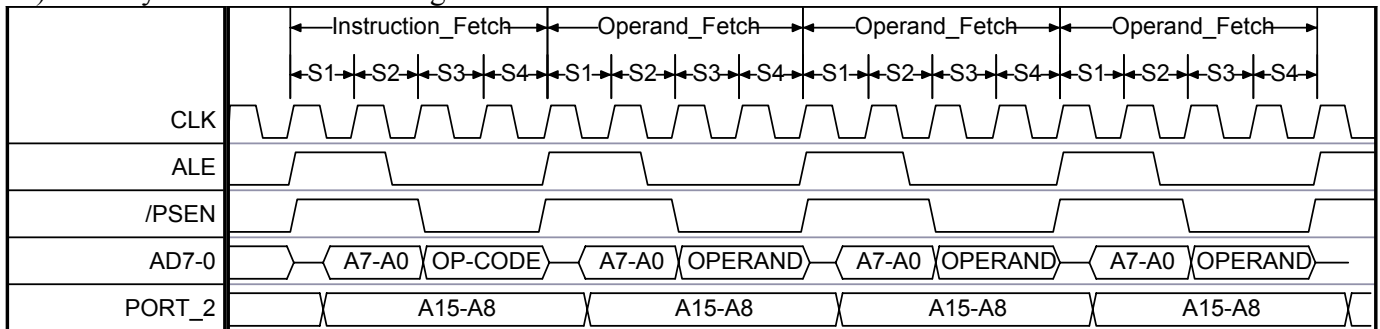 Instruction_Fetch Operand_Fetch Operand_Fetch Operand_Fetch
S1 S2 S3 S4 S1 S2 S3 S4 S1 S2 S3 S4 S1 S2 S3 S4
CLK
ALE
/PSEN
AD7-0 A7-A0 OP-CODE A7-A0 OPERAND A7-A0 OPERAND A7-A0 OPERAND
PORT_2 A15-A8 A15-A8 A15-A8 A15-A8